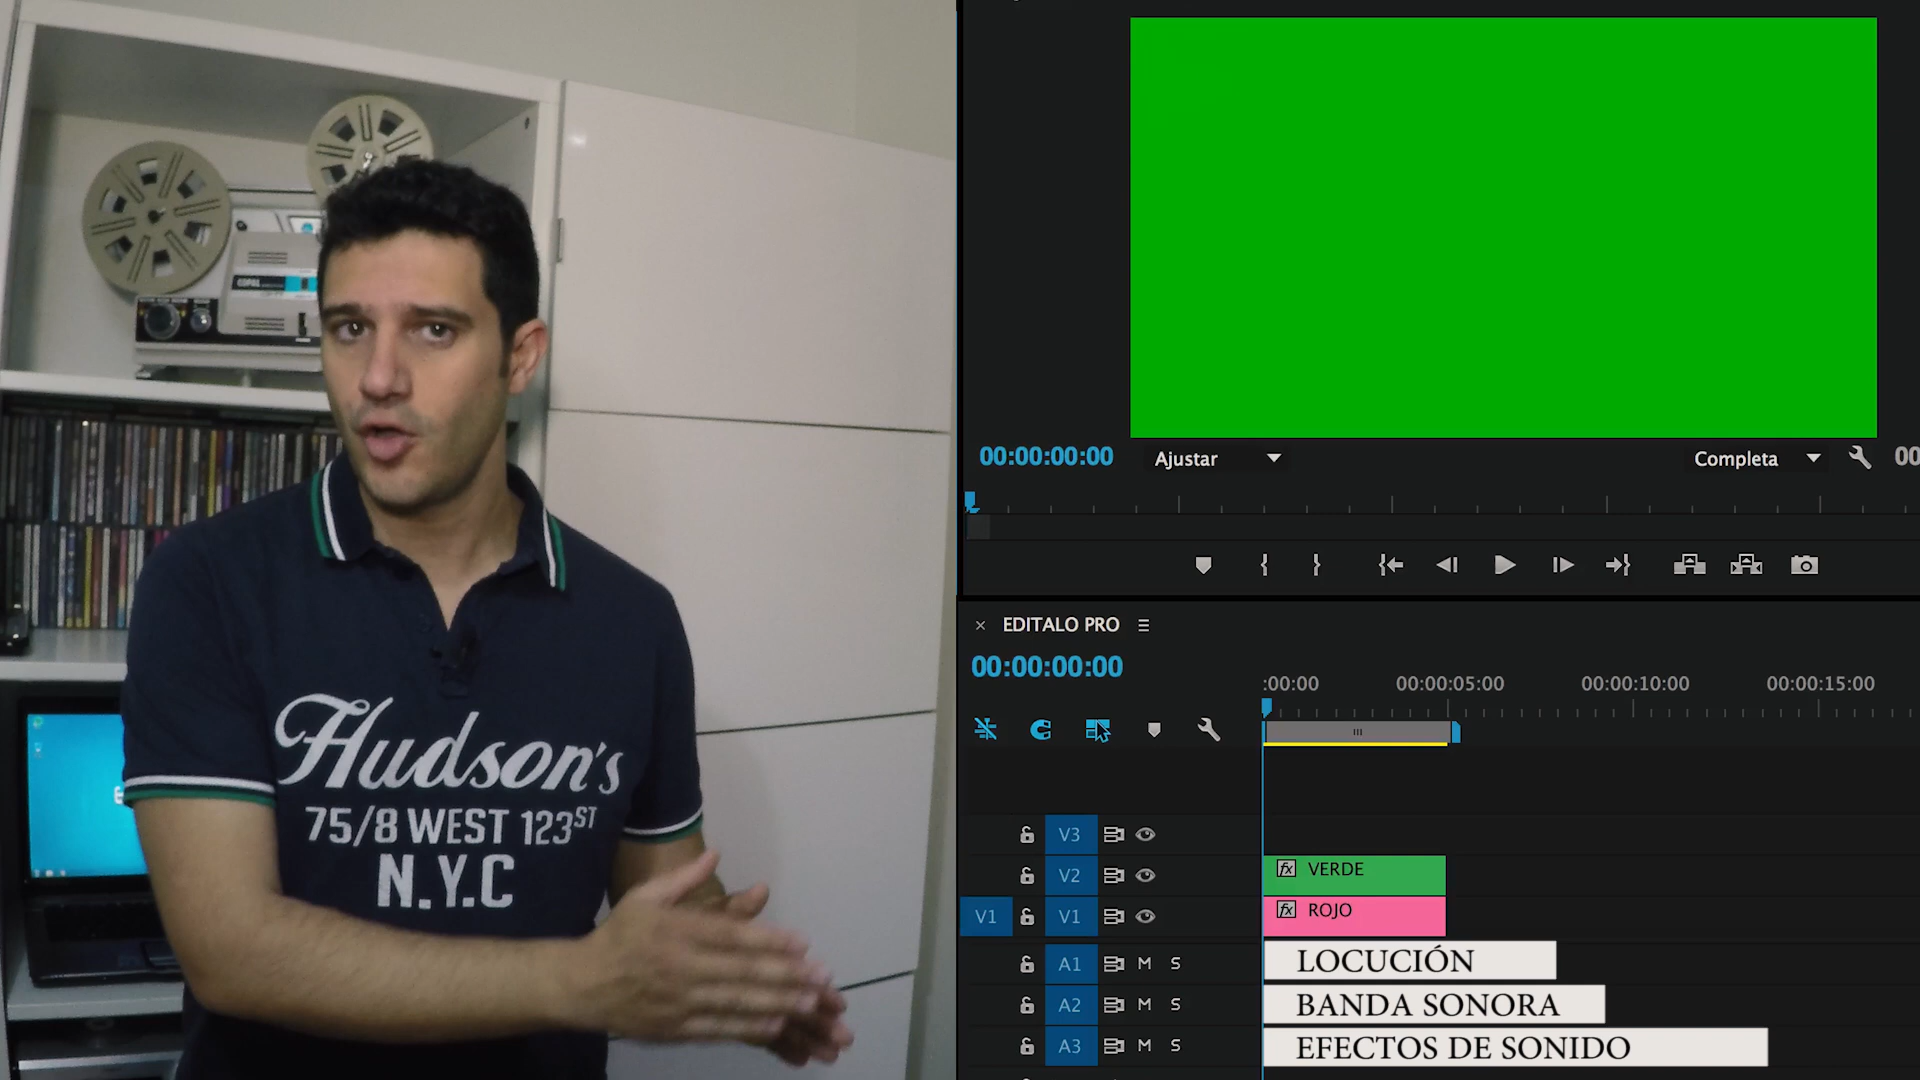 COPAL
Hudson's
75/8 WEST 123ST
N.Y.C
00:00:00:00
Ajustar
Completa
00
EDITALO PRO
00:00:00:00
:00:00
00:00:05:00
00:00:10:00
00:00:15:00
V3
V2
VERDE
V1
V1
ROJO
A1
M
S
LOCUCIÓN
A2
M
S
BANDA SONORA
A3
M
S
EFECTOS DE SONIDO